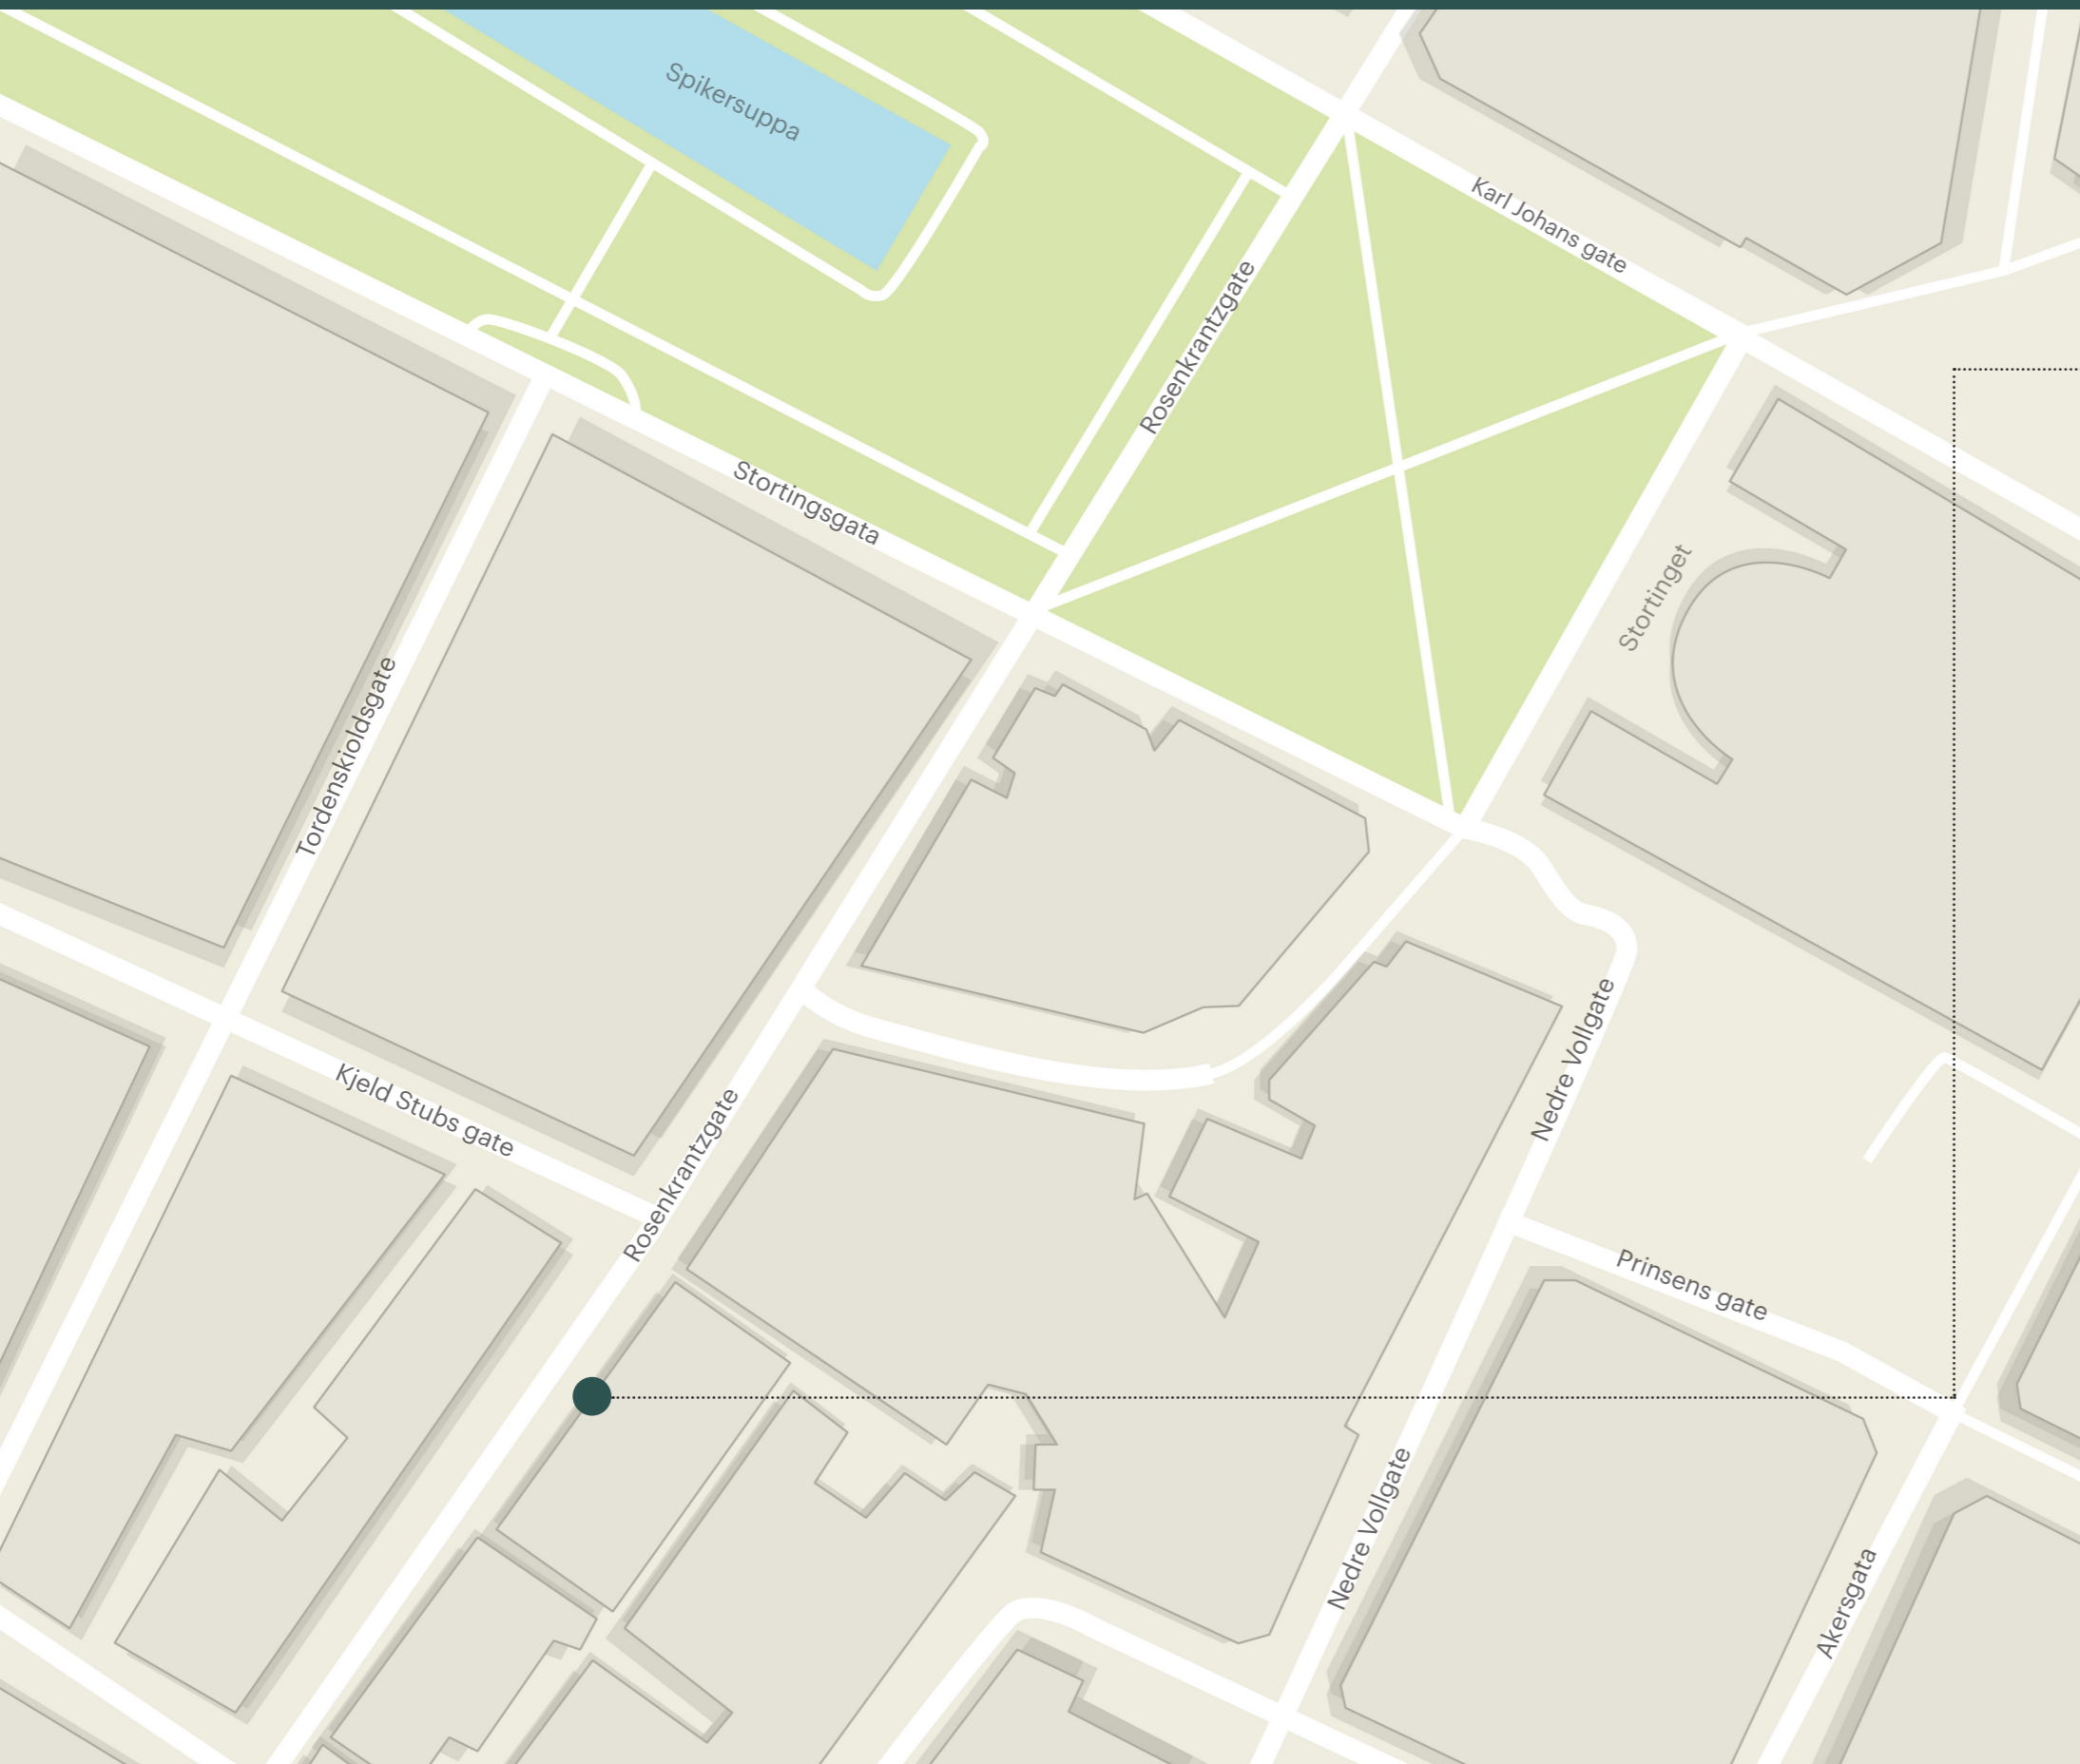 Spikersuppa
Karl Johans gate
Rosenkrantzgate
Stortingsgata
Stortinget
Tordenskioldsgate
Nedre Vollgate
Kjeld Stubs gate
Rosenkrantzgate
Prinsens gate
Nedre Vollgate
Akersgata